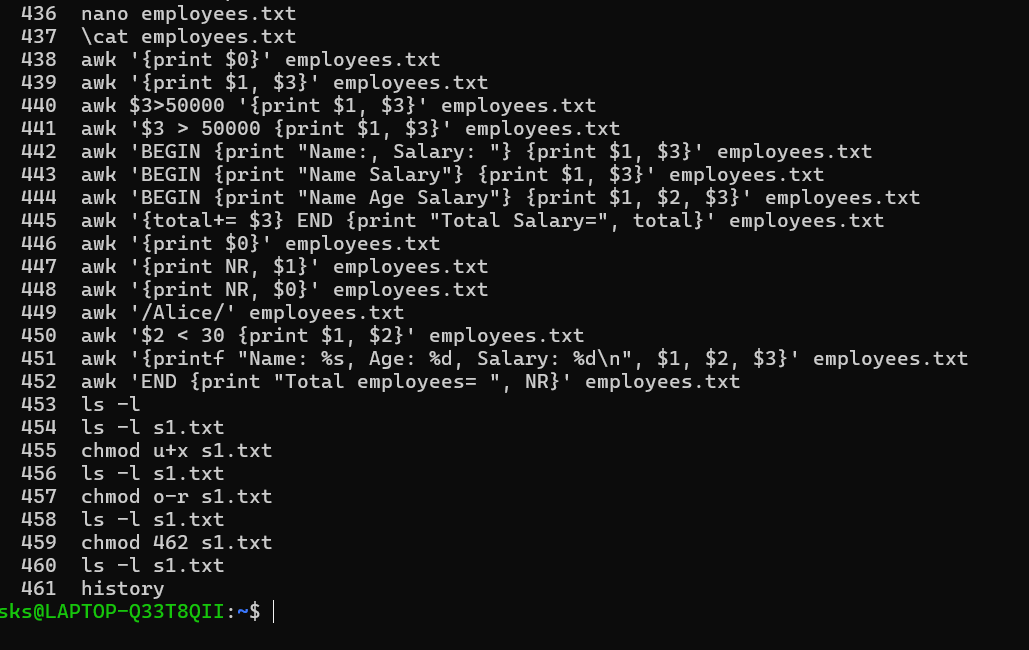 436  nano employees.txt
437  \cat employees.txt
438  awk '{print $0}' employees.txt
439  awk '{print $1, $3}' employees.txt
440  awk $3>50000 '{print $1, $3}' employees.txt
441  awk '$3 > 50000 {print $1, $3}' employees.txt
442  awk 'BEGIN {print "Name:, Salary: "} {print $1, $3}' employees.txt
443  awk 'BEGIN {print "Name Salary"} {print $1, $3}' employees.txt
444  awk 'BEGIN {print "Name Age Salary"} {print $1, $2, $3}' employees.txt
445  awk '{total+= $3} END {print "Total Salary=", total}' employees.txt
446  awk '{print $0}' employees.txt
447  awk '{print NR, $1}' employees.txt
448  awk '{print NR, $0}' employees.txt
449  awk '/Alice/' employees.txt
450  awk '$2 < 30 {print $1, $2}' employees.txt
451  awk '{printf "Name: %s, Age: %d, Salary: %d\n", $1, $2, $3}' employees.txt
452  awk 'END {print "Total employees= ", NR}' employees.txt
453  ls -l
454  ls -l s1.txt
455  chmod u+x s1.txt
456  ls -l s1.txt
457  chmod o-r s1.txt
458  ls -l s1.txt
459  chmod 462 s1.txt
460  ls -l s1.txt
461  history
sks@LAPTOP-Q33T8QII:~$